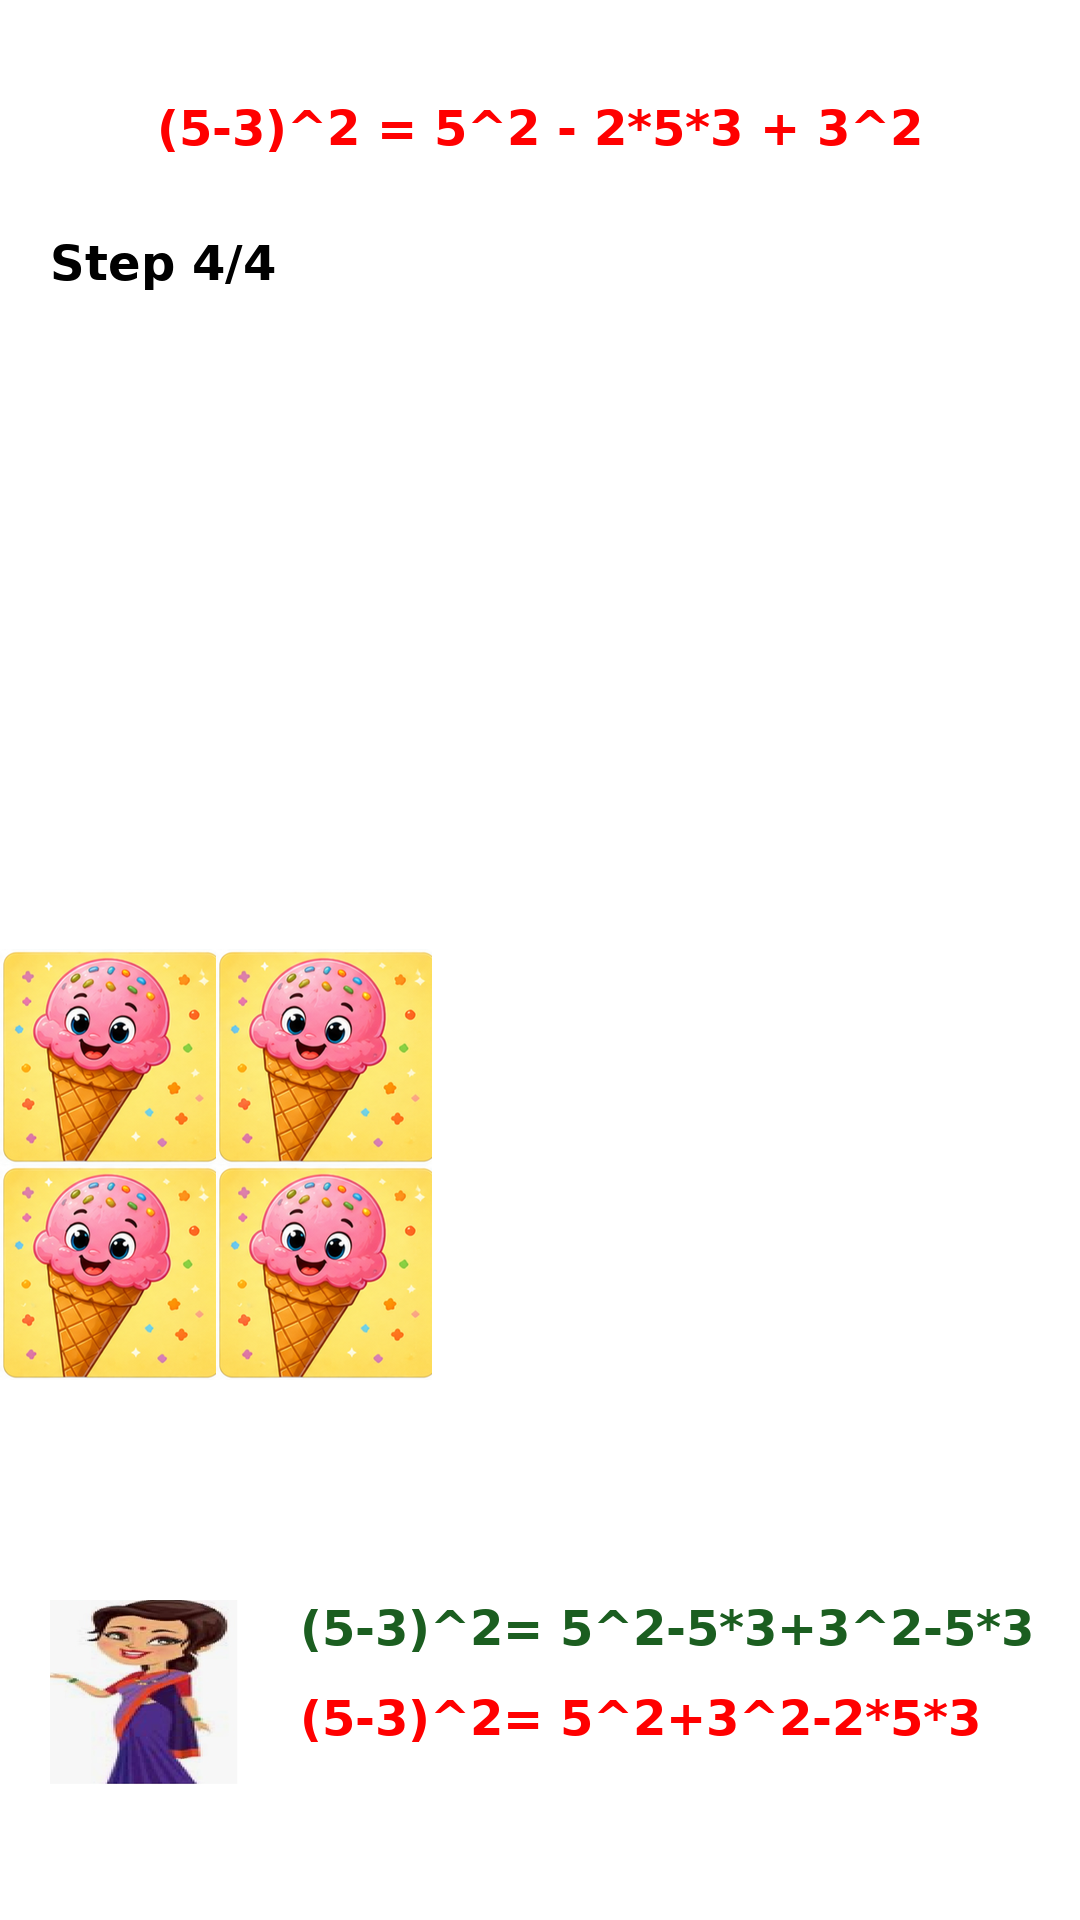 (5-3)^2 = 5^2 - 2*5*3 + 3^2
Step 4/4
(5-3)^2= 5^2-5*3+3^2-5*3
(5-3)^2= 5^2+3^2-2*5*3